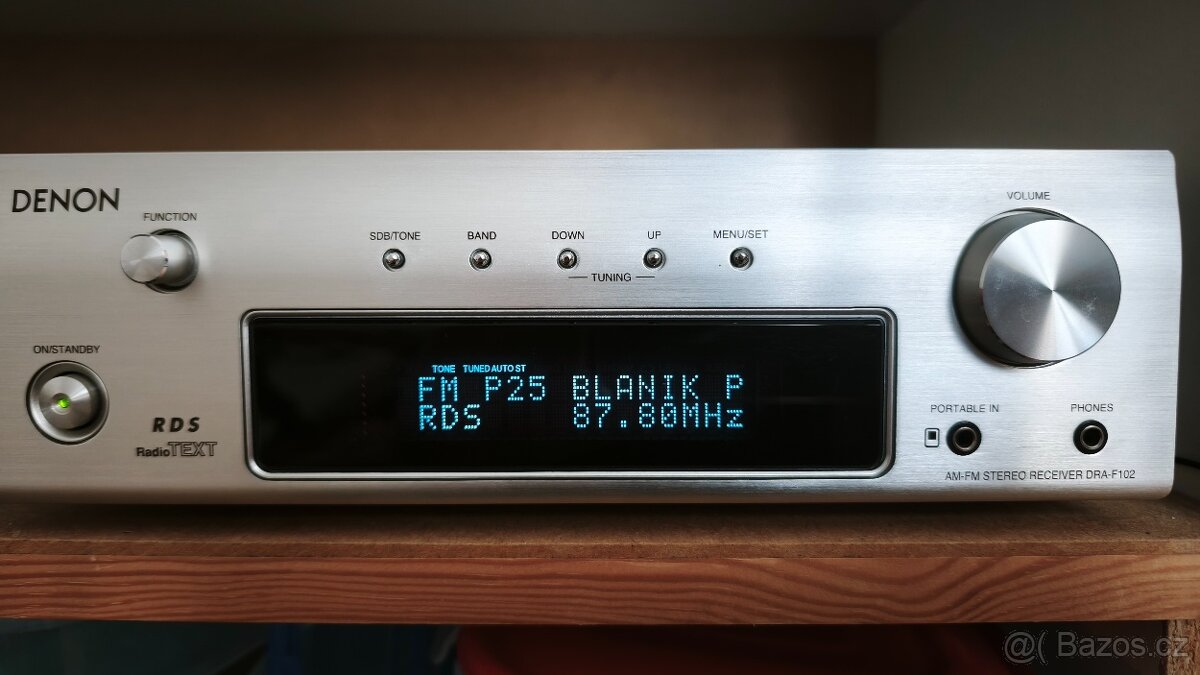 DENON
FUNCTION
VOLUME
SDB/TONE BAND DOWN UP MENU/SET
TUNING
ON/STANDBY
TONE TUNED AUTO ST
FM P25 BLANIK P
RDS 87.80MHz
RDS
RadioTEXT
PORTABLE IN PHONES
AM-FM STEREO RECEIVER DRA-F102
@( Bazos.cz